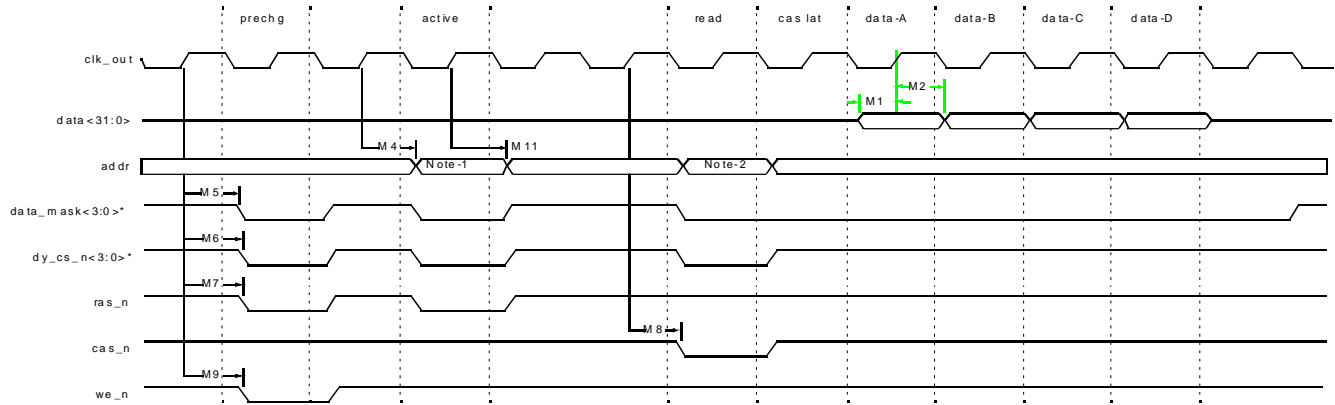 prechg active read cas lat data-A data-B data-C data-D
clk_out
M2
M1
data<31:0>
M4 M11
addr Note-1 Note-2
M5
data_mask<3:0>*
M6
dy_cs_n<3:0>*
M7
ras_n
M8
cas_n
M9
we_n